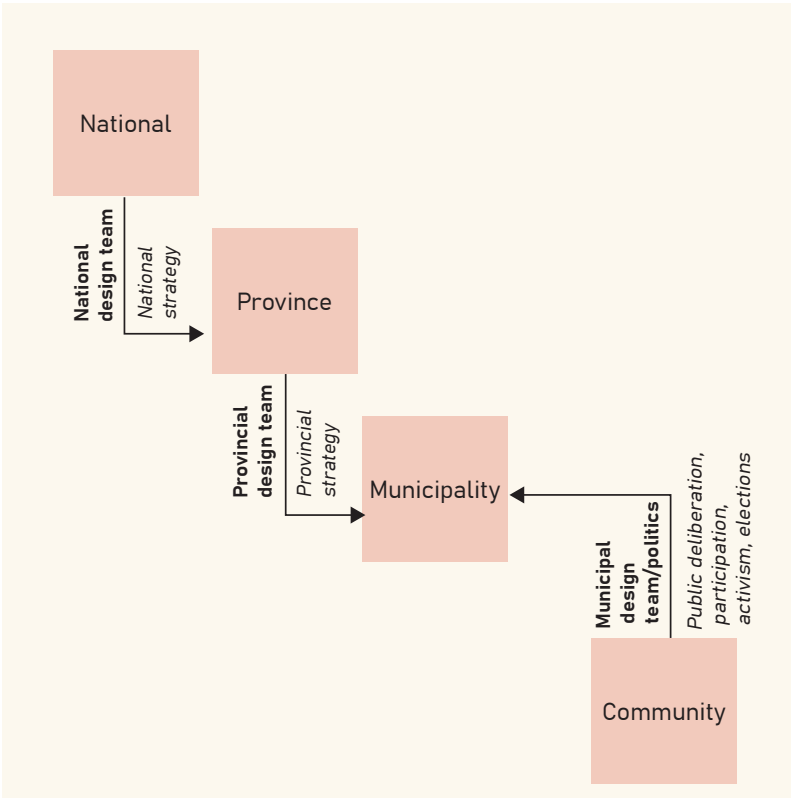 National
National
design team
National
strategy
Province
Provincial
design team
Provincial
strategy
Municipality
Municipal
design
team/politics
Public deliberation,
participation,
activism, elections
Community